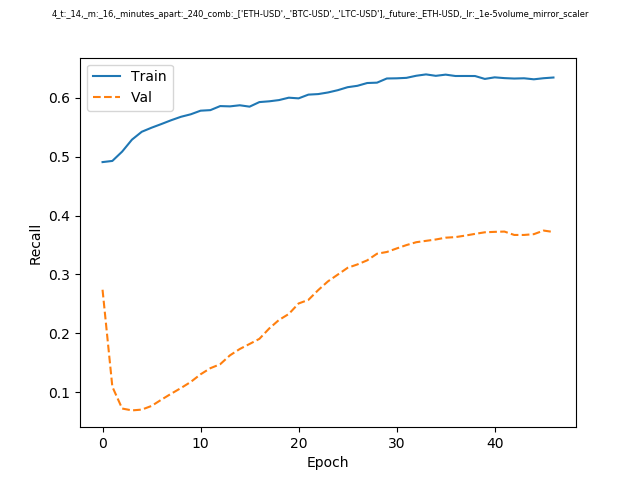 4_t:_14,_m:_16,_minutes_apart:_240_comb:_['ETH-USD',_'BTC-USD',_'LTC-USD'],_future:_ETH-USD,_lr:_1e-5volume_mirror_scaler
Train
Val
0.6
0.5
0.4
0.3
0.2
0.1
Recall
0 10 20 30 40
Epoch